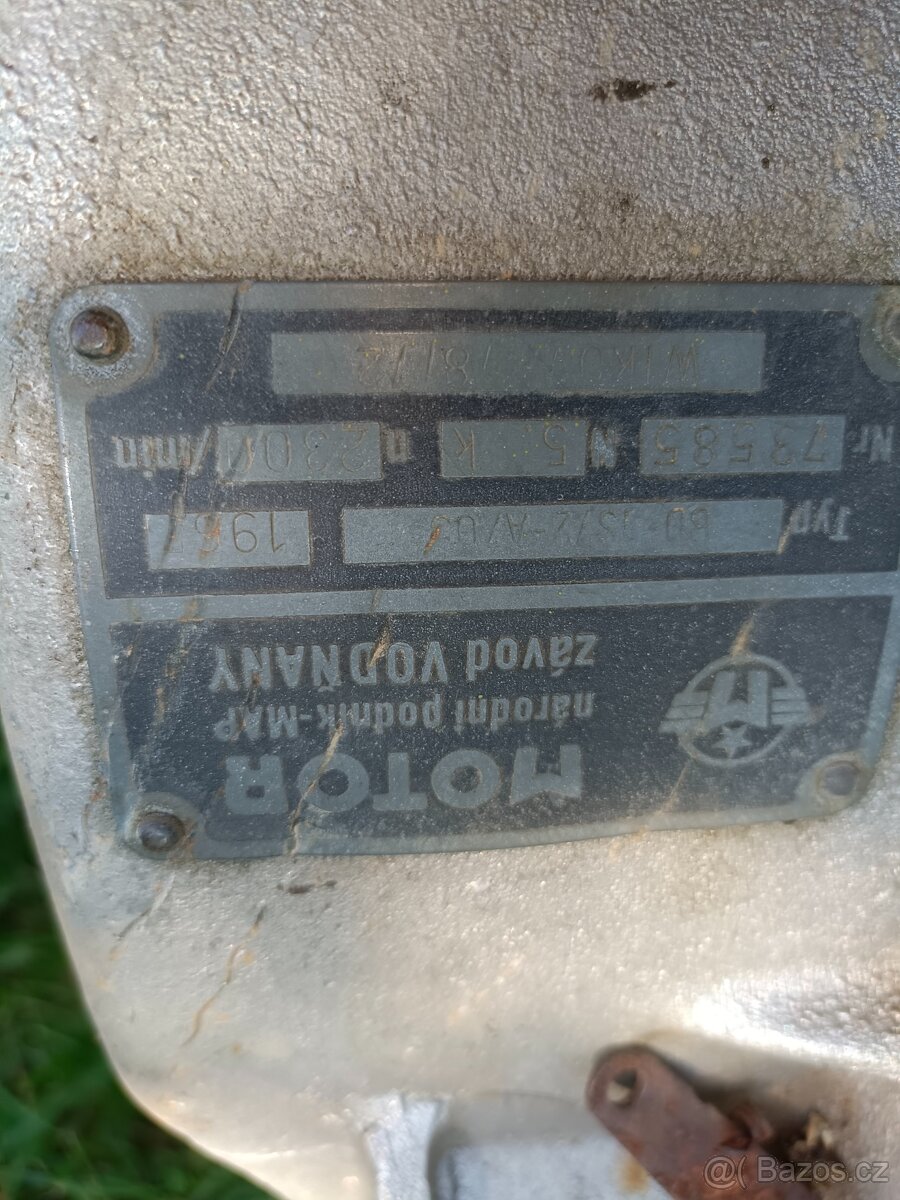 MOTOR
národní podnik-MAP
závod VODŇANY
Typ 1967
Nr 73585 N 5 k n 2300 /min
@ Bazos.cz